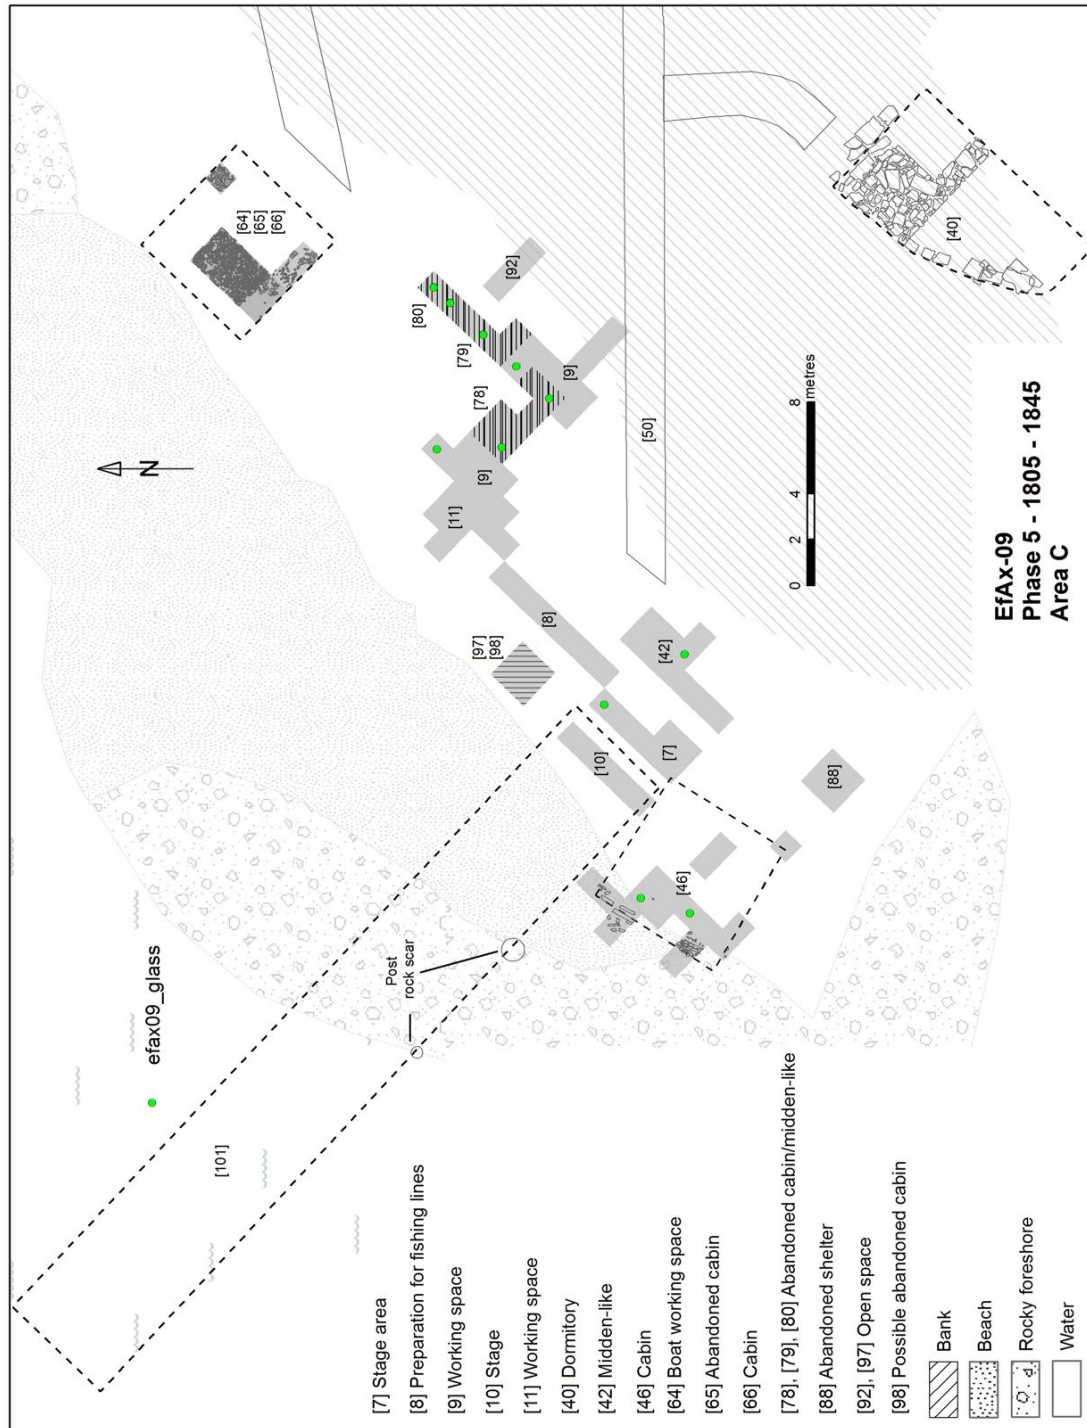 [64]
[65]
[66]
[92]
[80]
[79]
[40]
[78]
[9]
[9]
N
[50]
[11]
0 2 4 8 metres
[8]
EfAx-09
Phase 5 - 1805 - 1845
Area C
[97]
[98]
[42]
[10]
[7]
[88]
[46]
Post
rock scar
efax09_glass
[101]
[7] Stage area
[8] Preparation for fishing lines
[9] Working space
[10] Stage
[11] Working space
[40] Dormitory
[42] Midden-like
[46] Cabin
[64] Boat working space
[65] Abandoned cabin
[66] Cabin
[78], [79], [80] Abandoned cabin/midden-like
[88] Abandoned shelter
[92], [97] Open space
[98] Possible abandoned cabin
Bank
Beach
Rocky foreshore
Water